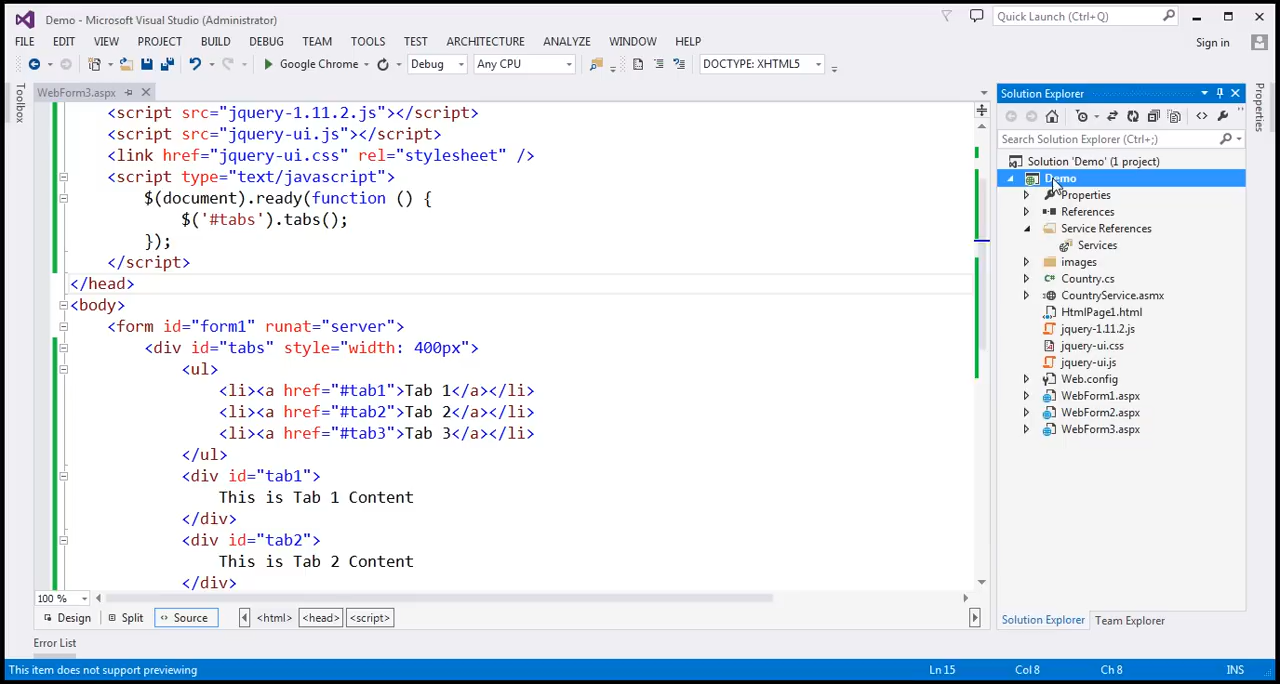 Demo - Microsoft Visual Studio (Administrator)
Quick Launch (Ctrl+Q)
FILE EDIT VIEW PROJECT BUILD DEBUG TEAM TOOLS TEST ARCHITECTURE ANALYZE WINDOW HELP
Sign in
Google Chrome Debug Any CPU DOCTYPE: XHTML5
Toolbox
WebForm3.aspx
<script src="jquery-1.11.2.js"></script>
<script src="jquery-ui.js"></script>
<link href="jquery-ui.css" rel="stylesheet" />
<script type="text/javascript">
$(document).ready(function () {
$('#tabs').tabs();
});
</script>
</head>
<body>
<form id="form1" runat="server">
<div id="tabs" style="width: 400px">
<ul>
<li><a href="#tab1">Tab 1</a></li>
<li><a href="#tab2">Tab 2</a></li>
<li><a href="#tab3">Tab 3</a></li>
</ul>
<div id="tab1">
This is Tab 1 Content
</div>
<div id="tab2">
This is Tab 2 Content
</div>
100 %
Design Split Source <html> <head> <script>
Error List
Solution Explorer
Search Solution Explorer (Ctrl+;)
Solution 'Demo' (1 project)
Demo
Properties
References
Service References
Services
images
Country.cs
CountryService.asmx
HtmlPage1.html
jquery-1.11.2.js
jquery-ui.css
jquery-ui.js
Web.config
WebForm1.aspx
WebForm2.aspx
WebForm3.aspx
Solution Explorer Team Explorer
Properties
This item does not support previewing Ln 15 Col 8 Ch 8 INS